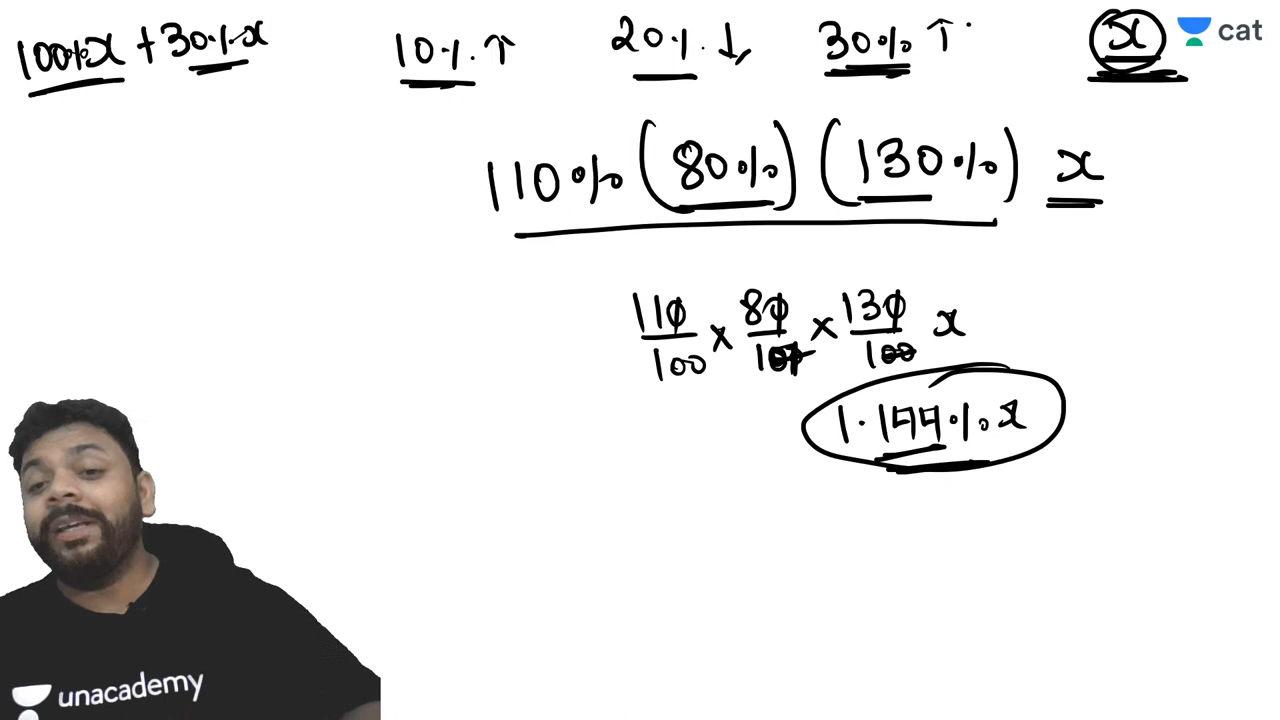 100%x + 30%x 10% ↑ 20% ↓ 30% ↑ x cat
110% (80%) (130%) x
110/100 × 80/100 × 130/100 x
1.144% x
unacademy